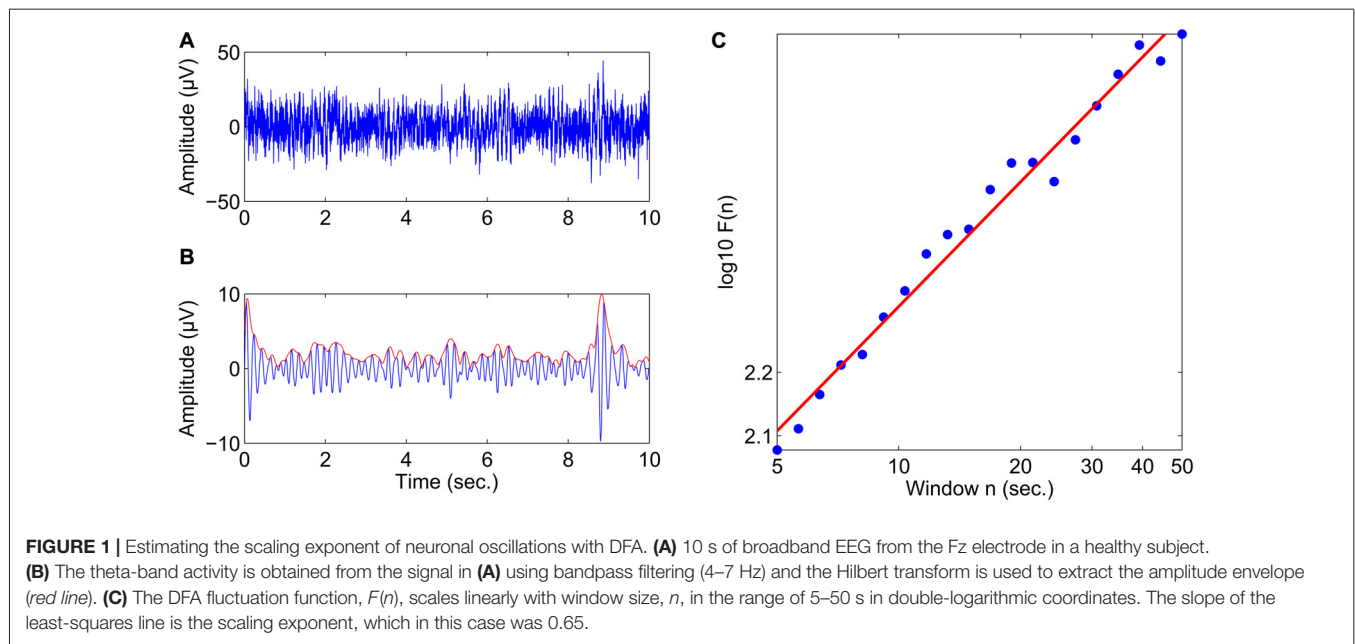 A
50
0
−50
Amplitude (µV)
0 2 4 6 8 10
B
10
0
−10
Amplitude (µV)
0 2 4 6 8 10
Time (sec.)
C
log10 F(n)
2.2
2.1
5 10 20 30 40 50
Window n (sec.)
FIGURE 1 | Estimating the scaling exponent of neuronal oscillations with DFA. (A) 10 s of broadband EEG from the Fz electrode in a healthy subject.
(B) The theta-band activity is obtained from the signal in (A) using bandpass filtering (4–7 Hz) and the Hilbert transform is used to extract the amplitude envelope
(red line). (C) The DFA fluctuation function, F(n), scales linearly with window size, n, in the range of 5–50 s in double-logarithmic coordinates. The slope of the
least-squares line is the scaling exponent, which in this case was 0.65.